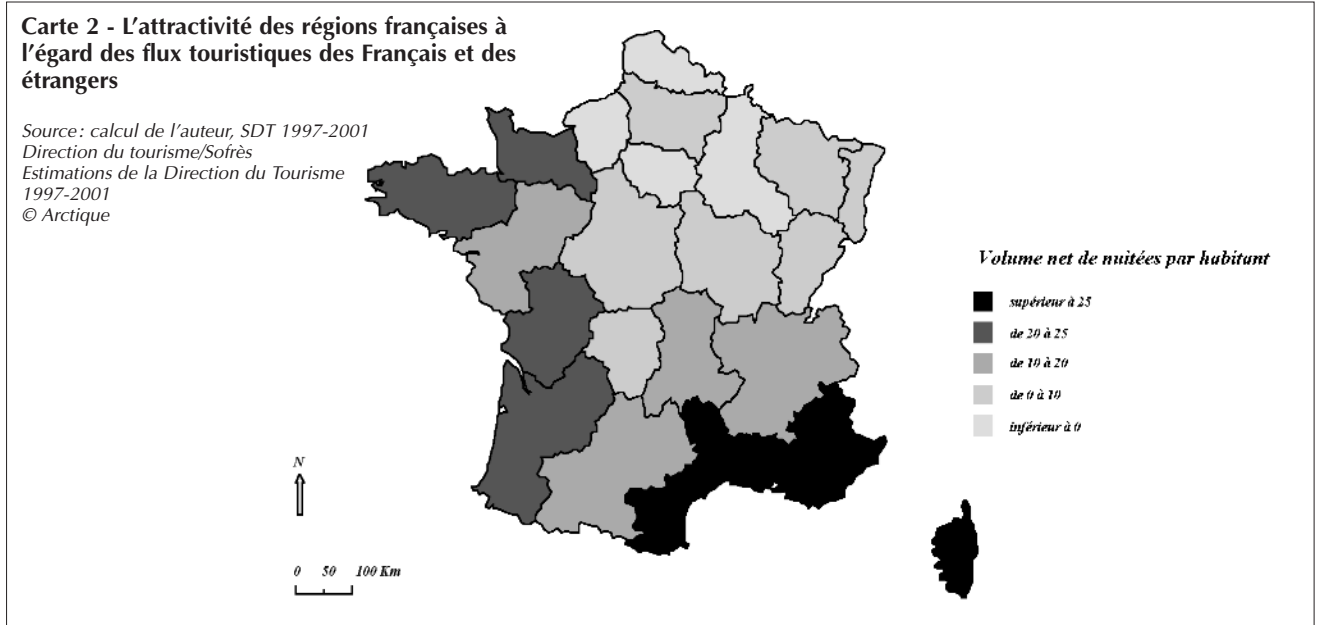 Carte 2 - L'attractivité des régions françaises à
l'égard des flux touristiques des Français et des
étrangers
Source : calcul de l'auteur, SDT 1997-2001
Direction du tourisme/Sofrès
Estimations de la Direction du Tourisme
1997-2001
© Arctique
Volume net de nuitées par habitant
supérieur à 25
de 20 à 25
de 10 à 20
de 0 à 10
inférieur à 0
N
0 50 100 Km